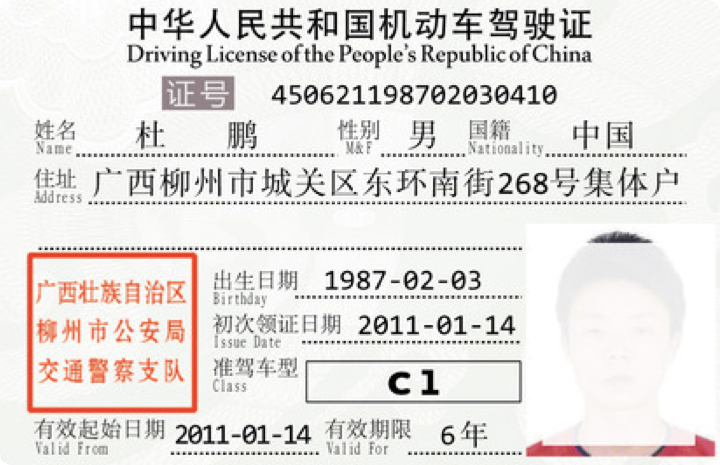 中华人民共和国机动车驾驶证
Driving License of the People's Republic of China
证号 450621198702030410
姓名 杜鹏 性别 男 国籍 中国
Name M&F Nationality
住址 广西柳州市城关区东环南街268号集体户
Address
广西壮族自治区
柳州市公安局
交通警察支队
出生日期 1987-02-03
Birthday
初次领证日期 2011-01-14
Issue Date
准驾车型 C1
Class
有效起始日期 2011-01-14 有效期限 6年
Valid From Valid For